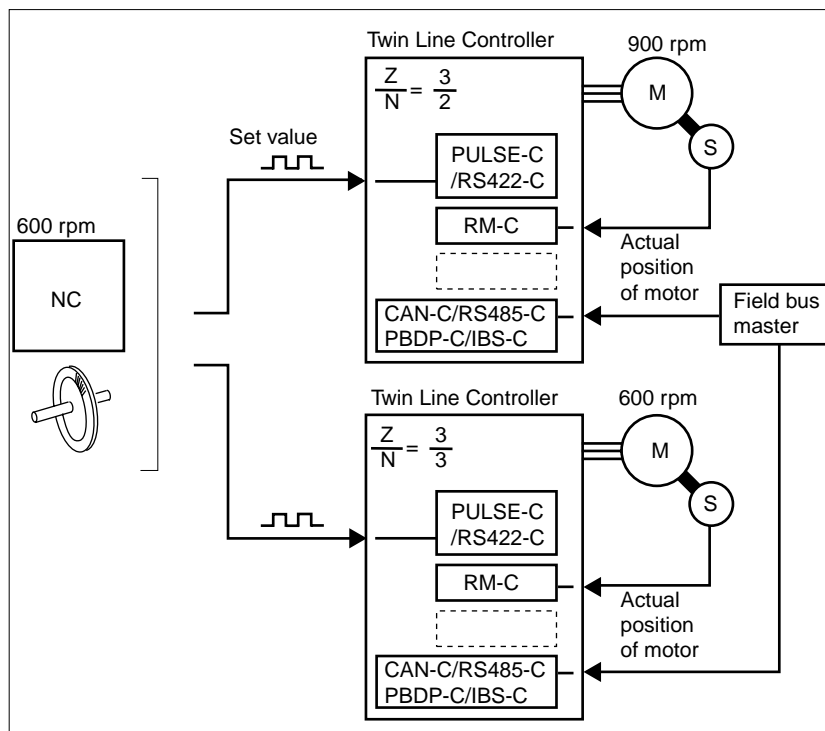 Twin Line Controller
900 rpm
Z
N
=
3
2
M
S
Set value
PULSE-C
/RS422-C
RM-C
Actual
position
of motor
CAN-C/RS485-C
PBDP-C/IBS-C
Field bus
master
600 rpm
NC
Twin Line Controller
600 rpm
Z
N
=
3
3
M
S
PULSE-C
/RS422-C
RM-C
Actual
position
of motor
CAN-C/RS485-C
PBDP-C/IBS-C